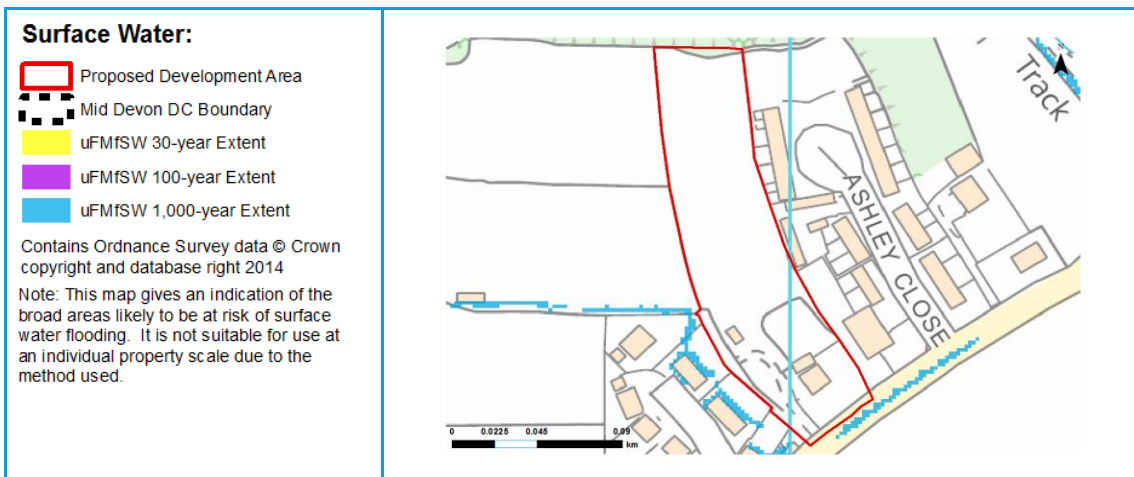 Surface Water:
Proposed Development Area
Mid Devon DC Boundary
uFMfSW 30-year Extent
uFMfSW 100-year Extent
uFMfSW 1,000-year Extent
Contains Ordnance Survey data © Crown
copyright and database right 2014
Note: This map gives an indication of the
broad areas likely to be at risk of surface
water flooding. It is not suitable for use at
an individual property scale due to the
method used.
Track
ASHLEY CLOSE
0 0.0225 0.045 0.09
km